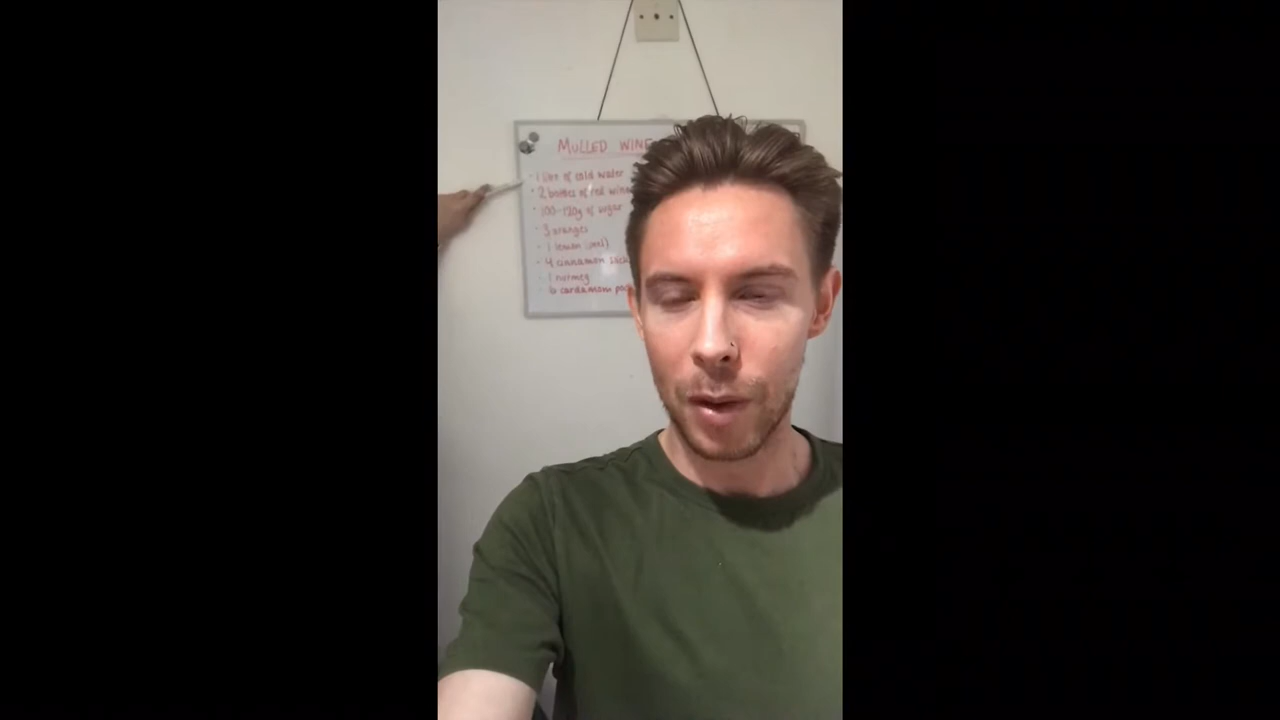 MULLED WINE
- 1 litre of cold water
- 2 bottles of red wine
- 100-120g of sugar
- 3 oranges
- 1 lemon (peel)
- 4 cinnamon
- 1 nutmeg
- 6 cardamom